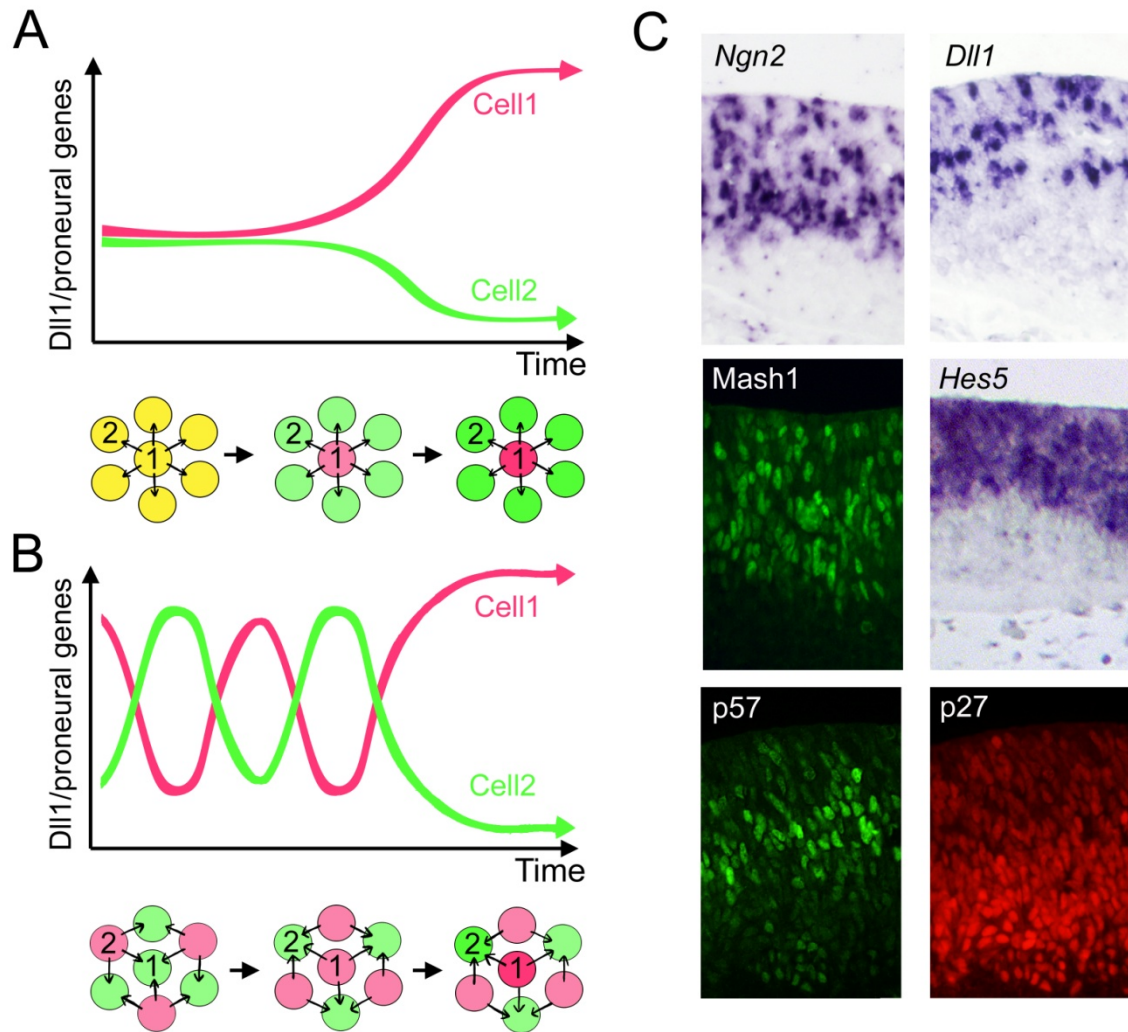 A
Dll1/proneural genes
Cell1
Cell2
Time
2
1
2
1
2
1
B
Dll1/proneural genes
Cell1
Cell2
Time
2
1
2
1
2
1
C
Ngn2
Dll1
Mash1
Hes5
p57
p27